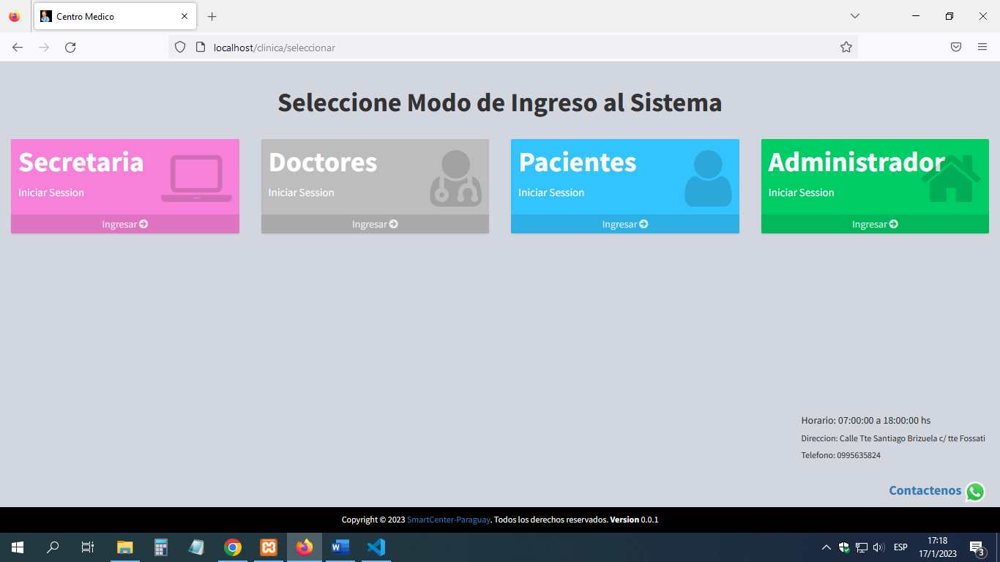 Centro Medico
localhost/clinica/seleccionar
Seleccione Modo de Ingreso al Sistema
Secretaria
Iniciar Session
Ingresar
Doctores
Iniciar Session
Ingresar
Pacientes
Iniciar Session
Ingresar
Administrador
Iniciar Session
Ingresar
Horario: 07:00:00 a 18:00:00 hs
Direccion: Calle Tte Santiago Brizuela c/ tte Fossati
Telefono: 0995635824
Contactenos
Copyright © 2023 SmartCenter-Paraguay. Todos los derechos reservados. Version 0.0.1
ESP
17:18
17/1/2023
3